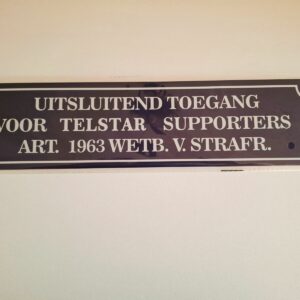 UITSLUITEND TOEGANG
VOOR TELSTAR SUPPORTERS
ART. 1963 WETB. V. STRAFR.